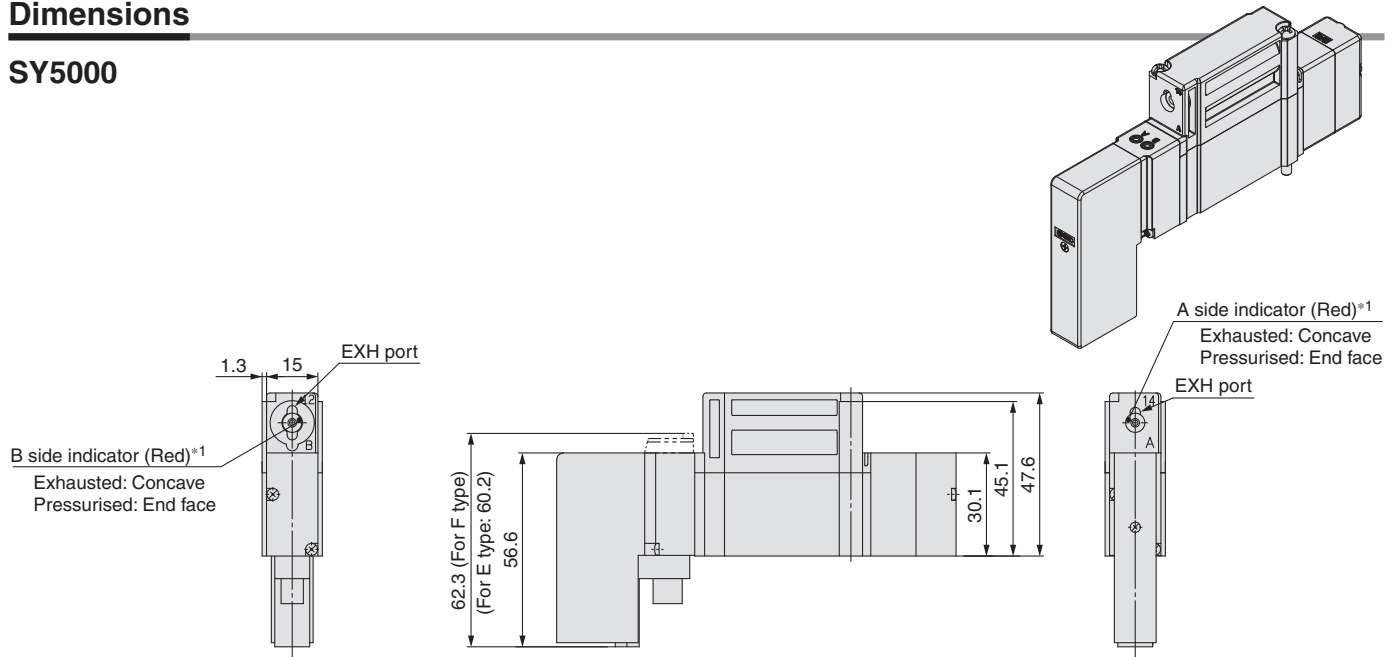 Dimensions
SY5000
A side indicator (Red)*1
Exhausted: Concave
Pressurised: End face
EXH port
14
A
1.3
15
EXH port
12
B
B side indicator (Red)*1
Exhausted: Concave
Pressurised: End face
62.3 (For F type)
(For E type: 60.2)
56.6
30.1
45.1
47.6